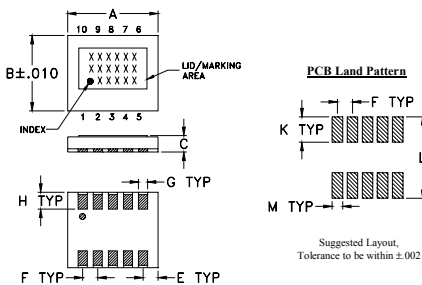 A
10 9 8 7 6
B±.010
XXXXXX
XXXXXX
XXXXXX
LID/MARKING
AREA
INDEX
1 2 3 4 5
C
G TYP
H TYP
F TYP
E TYP
PCB Land Pattern
F TYP
K TYP
L
M TYP
Suggested Layout,
Tolerance to be within ±.002